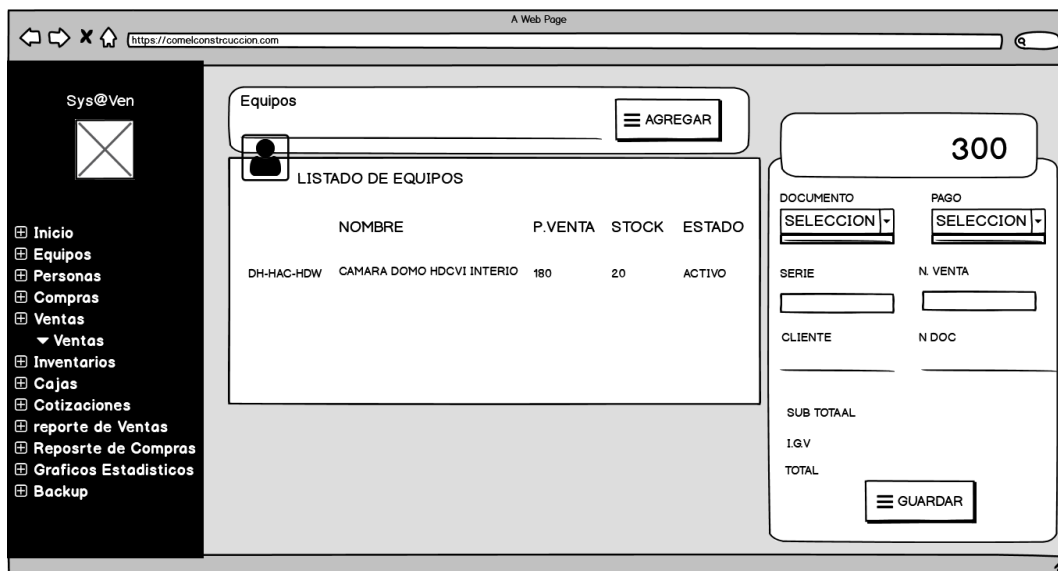 A Web Page
https://comelconstrcuccion.com
Sys@Ven
Inicio
Equipos
Personas
Compras
Ventas
Ventas
Inventarios
Cajas
Cotizaciones
reporte de Ventas
Reposrte de Compras
Graficos Estadisticos
Backup
Equipos
AGREGAR
LISTADO DE EQUIPOS
NOMBRE P.VENTA STOCK ESTADO
DH-HAC-HDW CAMARA DOMO HDCVI INTERIO 180 20 ACTIVO
300
DOCUMENTO PAGO
SELECCION SELECCION
SERIE N. VENTA
CLIENTE N DOC
SUB TOTAAL
I.G.V
TOTAL
GUARDAR